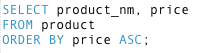 SELECT product_nm, price
FROM product
ORDER BY price ASC;